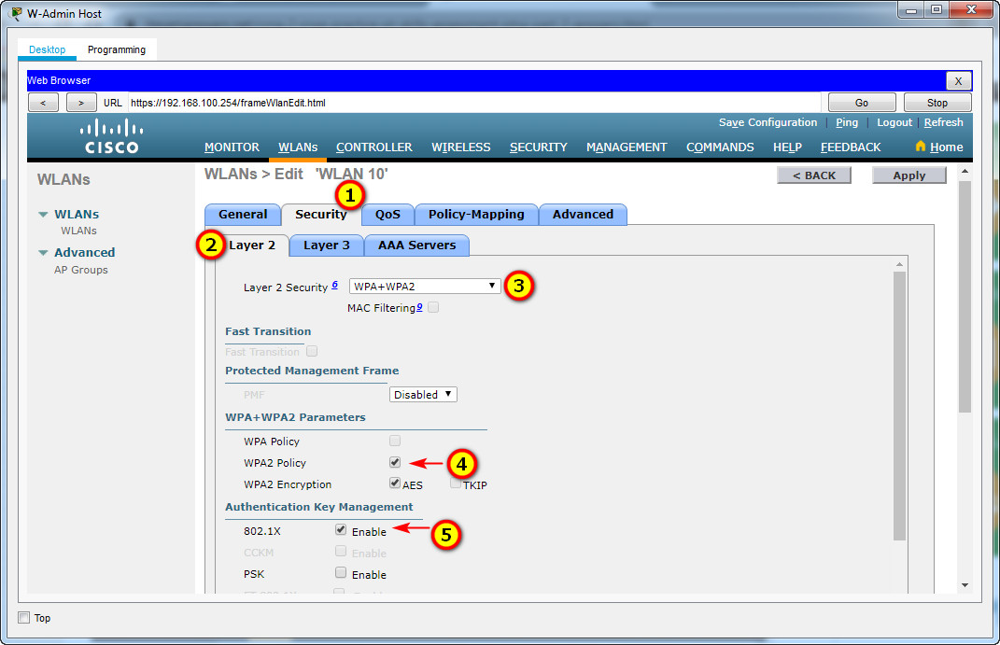 W-Admin Host
Desktop Programming
Web Browser X
< > URL https://192.168.100.254/frameWlanEdit.html Go Stop
Save Configuration | Ping | Logout | Refresh
CISCO MONITOR WLANs CONTROLLER WIRELESS SECURITY MANAGEMENT COMMANDS HELP FEEDBACK Home
WLANs WLANs > Edit 'WLAN 10' < BACK Apply
1
WLANs General Security QoS Policy-Mapping Advanced
WLANs
2 Layer 2 Layer 3 AAA Servers
Advanced
AP Groups
Layer 2 Security 6 WPA+WPA2 3
MAC Filtering9
Fast Transition
Fast Transition
Protected Management Frame
PMF Disabled
WPA+WPA2 Parameters
WPA Policy
WPA2 Policy 4
WPA2 Encryption AES TKIP
Authentication Key Management
802.1X Enable 5
CCKM Enable
PSK Enable
Top